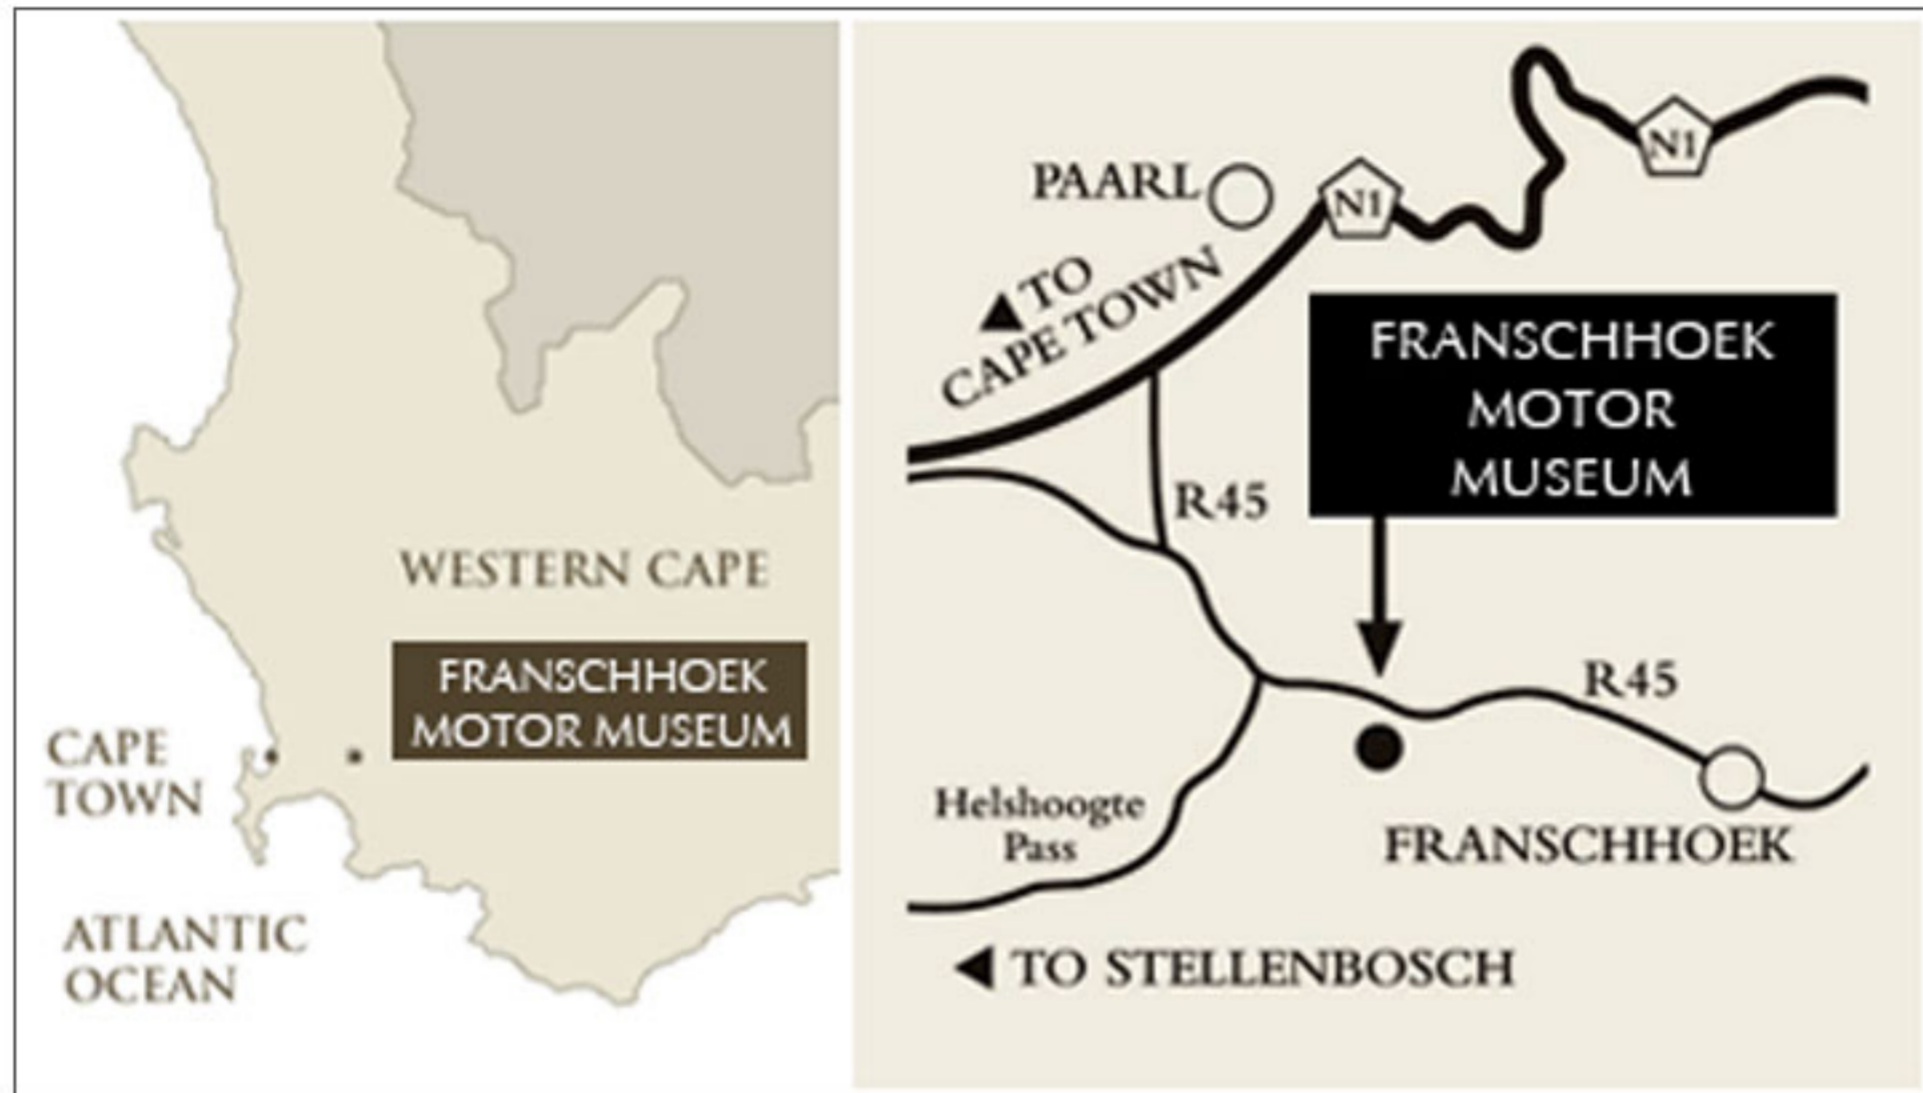 WESTERN CAPE
FRANSCHHOEK
MOTOR MUSEUM
CAPE
TOWN
ATLANTIC
OCEAN
N1
PAARL
N1
TO
CAPE TOWN
FRANSCHHOEK
MOTOR
MUSEUM
R45
R45
Helshoogte
Pass
FRANSCHHOEK
TO STELLENBOSCH